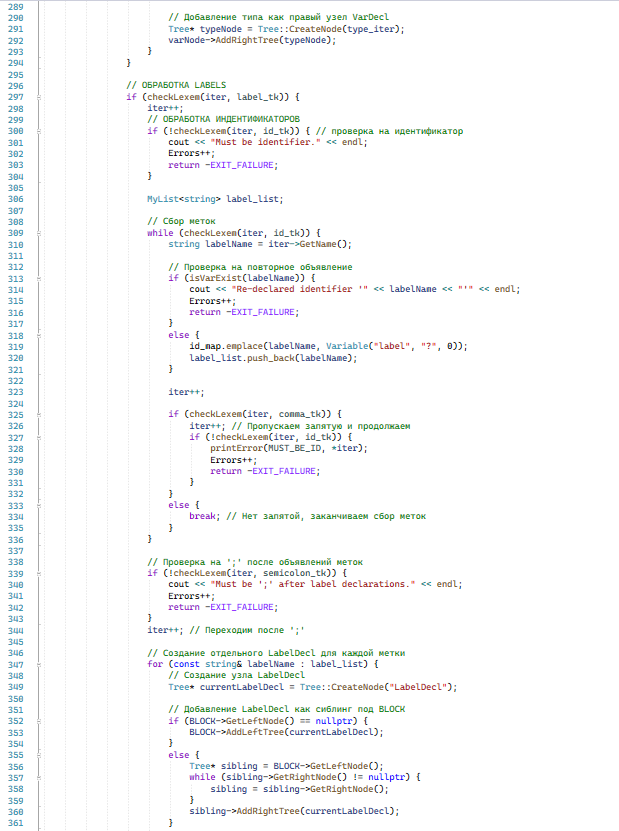 289
290 // Добавление типа как правый узел VarDecl
291 Tree* typeNode = Tree::CreateNode(type_iter);
292 varNode->AddRightTree(typeNode);
293 }
294 }
295
296 // ОБРАБОТКА LABELS
297 if (checkLexem(iter, label_tk)) {
298 iter++;
299 // ОБРАБОТКА ИНДЕНТИФИКАТОРОВ
300 if (!checkLexem(iter, id_tk)) { // проверка на идентификатор
301 cout << "Must be identifier." << endl;
302 Errors++;
303 return -EXIT_FAILURE;
304 }
305
306 MyList<string> label_list;
307
308 // Сбор меток
309 while (checkLexem(iter, id_tk)) {
310 string labelName = iter->GetName();
311
312 // Проверка на повторное объявление
313 if (isVarExist(labelName)) {
314 cout << "Re-declared identifier '" << labelName << "'" << endl;
315 Errors++;
316 return -EXIT_FAILURE;
317 }
318 else {
319 id_map.emplace(labelName, Variable("label", "?", 0));
320 label_list.push_back(labelName);
321 }
322
323 iter++;
324
325 if (checkLexem(iter, comma_tk)) {
326 iter++; // Пропускаем запятую и продолжаем
327 if (!checkLexem(iter, id_tk)) {
328 printError(MUST_BE_ID, *iter);
329 Errors++;
330 return -EXIT_FAILURE;
331 }
332 }
333 else {
334 break; // Нет запятой, заканчиваем сбор меток
335 }
336 }
337
338 // Проверка на ';' после объявлений меток
339 if (!checkLexem(iter, semicolon_tk)) {
340 cout << "Must be ';' after label declarations." << endl;
341 Errors++;
342 return -EXIT_FAILURE;
343 }
344 iter++; // Переходим после ';'
345
346 // Создание отдельного LabelDecl для каждой метки
347 for (const string& labelName : label_list) {
348 // Создание узла LabelDecl
349 Tree* currentLabelDecl = Tree::CreateNode("LabelDecl");
350
351 // Добавление LabelDecl как сиблинг под BLOCK
352 if (BLOCK->GetLeftNode() == nullptr) {
353 BLOCK->AddLeftTree(currentLabelDecl);
354 }
355 else {
356 Tree* sibling = BLOCK->GetLeftNode();
357 while (sibling->GetRightNode() != nullptr) {
358 sibling = sibling->GetRightNode();
359 }
360 sibling->AddRightTree(currentLabelDecl);
361 }